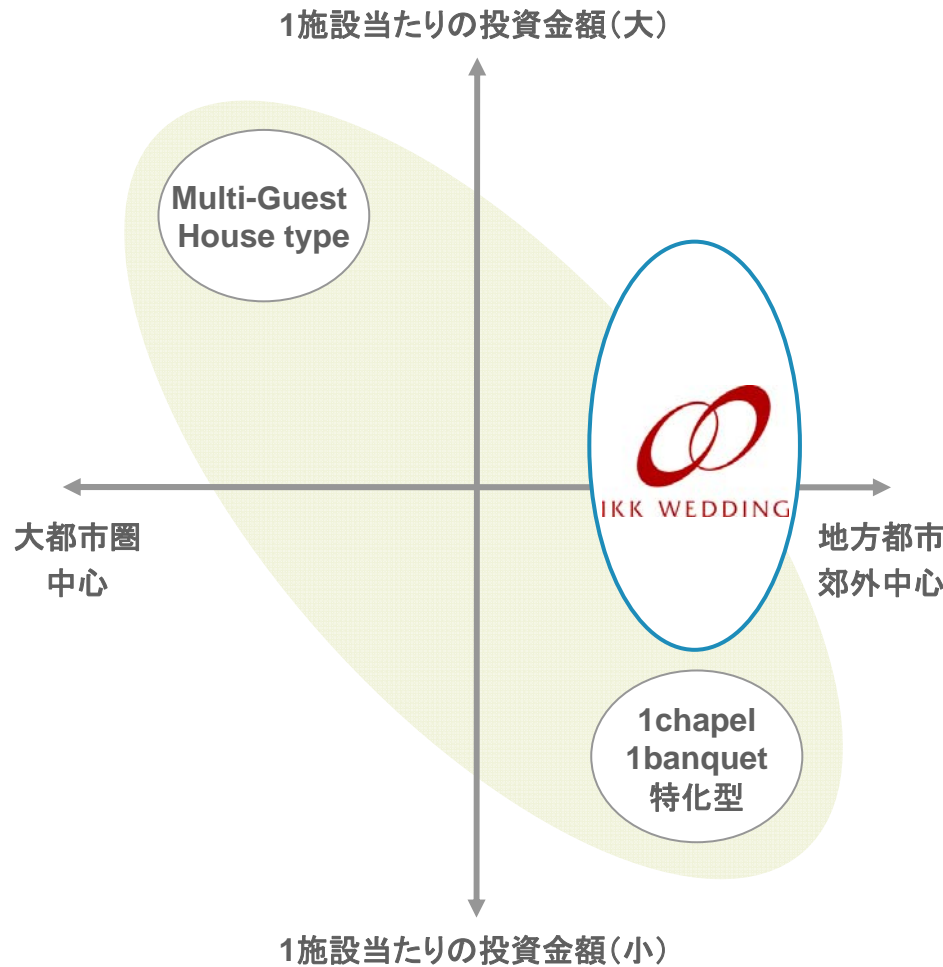 1施設当たりの投資金額（大）
Multi-Guest
House type
IKK WEDDING
大都市圏
中心
地方都市
郊外中心
1chapel
1banquet
特化型
1施設当たりの投資金額（小）